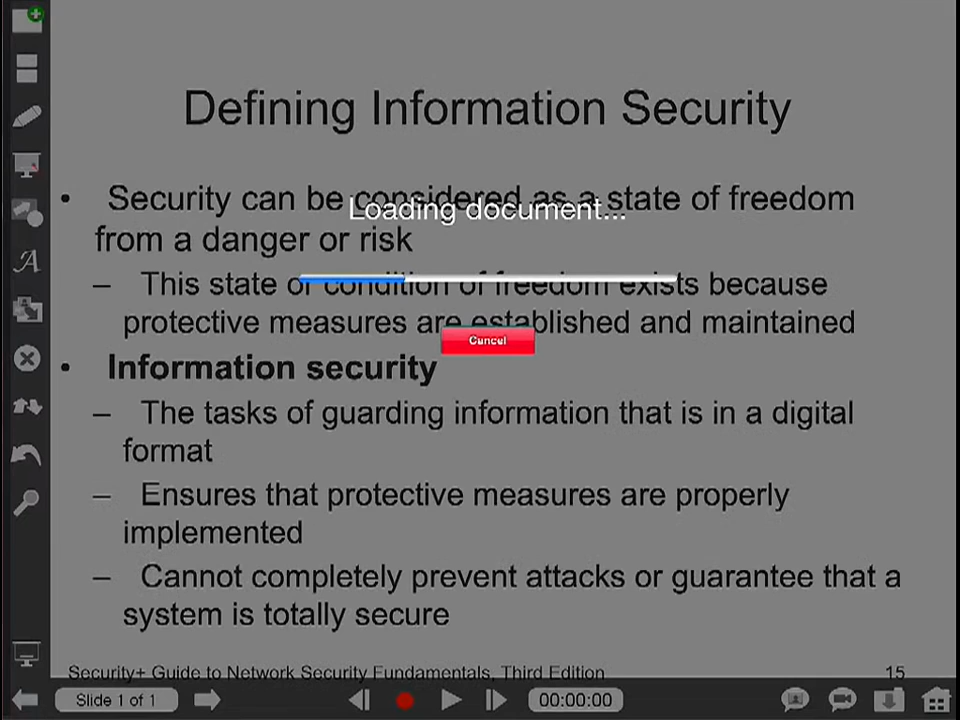 Defining Information Security
• Security can be considered as a state of freedom
Loading document...
from a danger or risk
– This state or condition of freedom exists because
protective measures are established and maintained
Cancel
• Information security
– The tasks of guarding information that is in a digital
format
– Ensures that protective measures are properly
implemented
– Cannot completely prevent attacks or guarantee that a
system is totally secure
Security+ Guide to Network Security Fundamentals, Third Edition 15
Slide 1 of 1 00:00:00